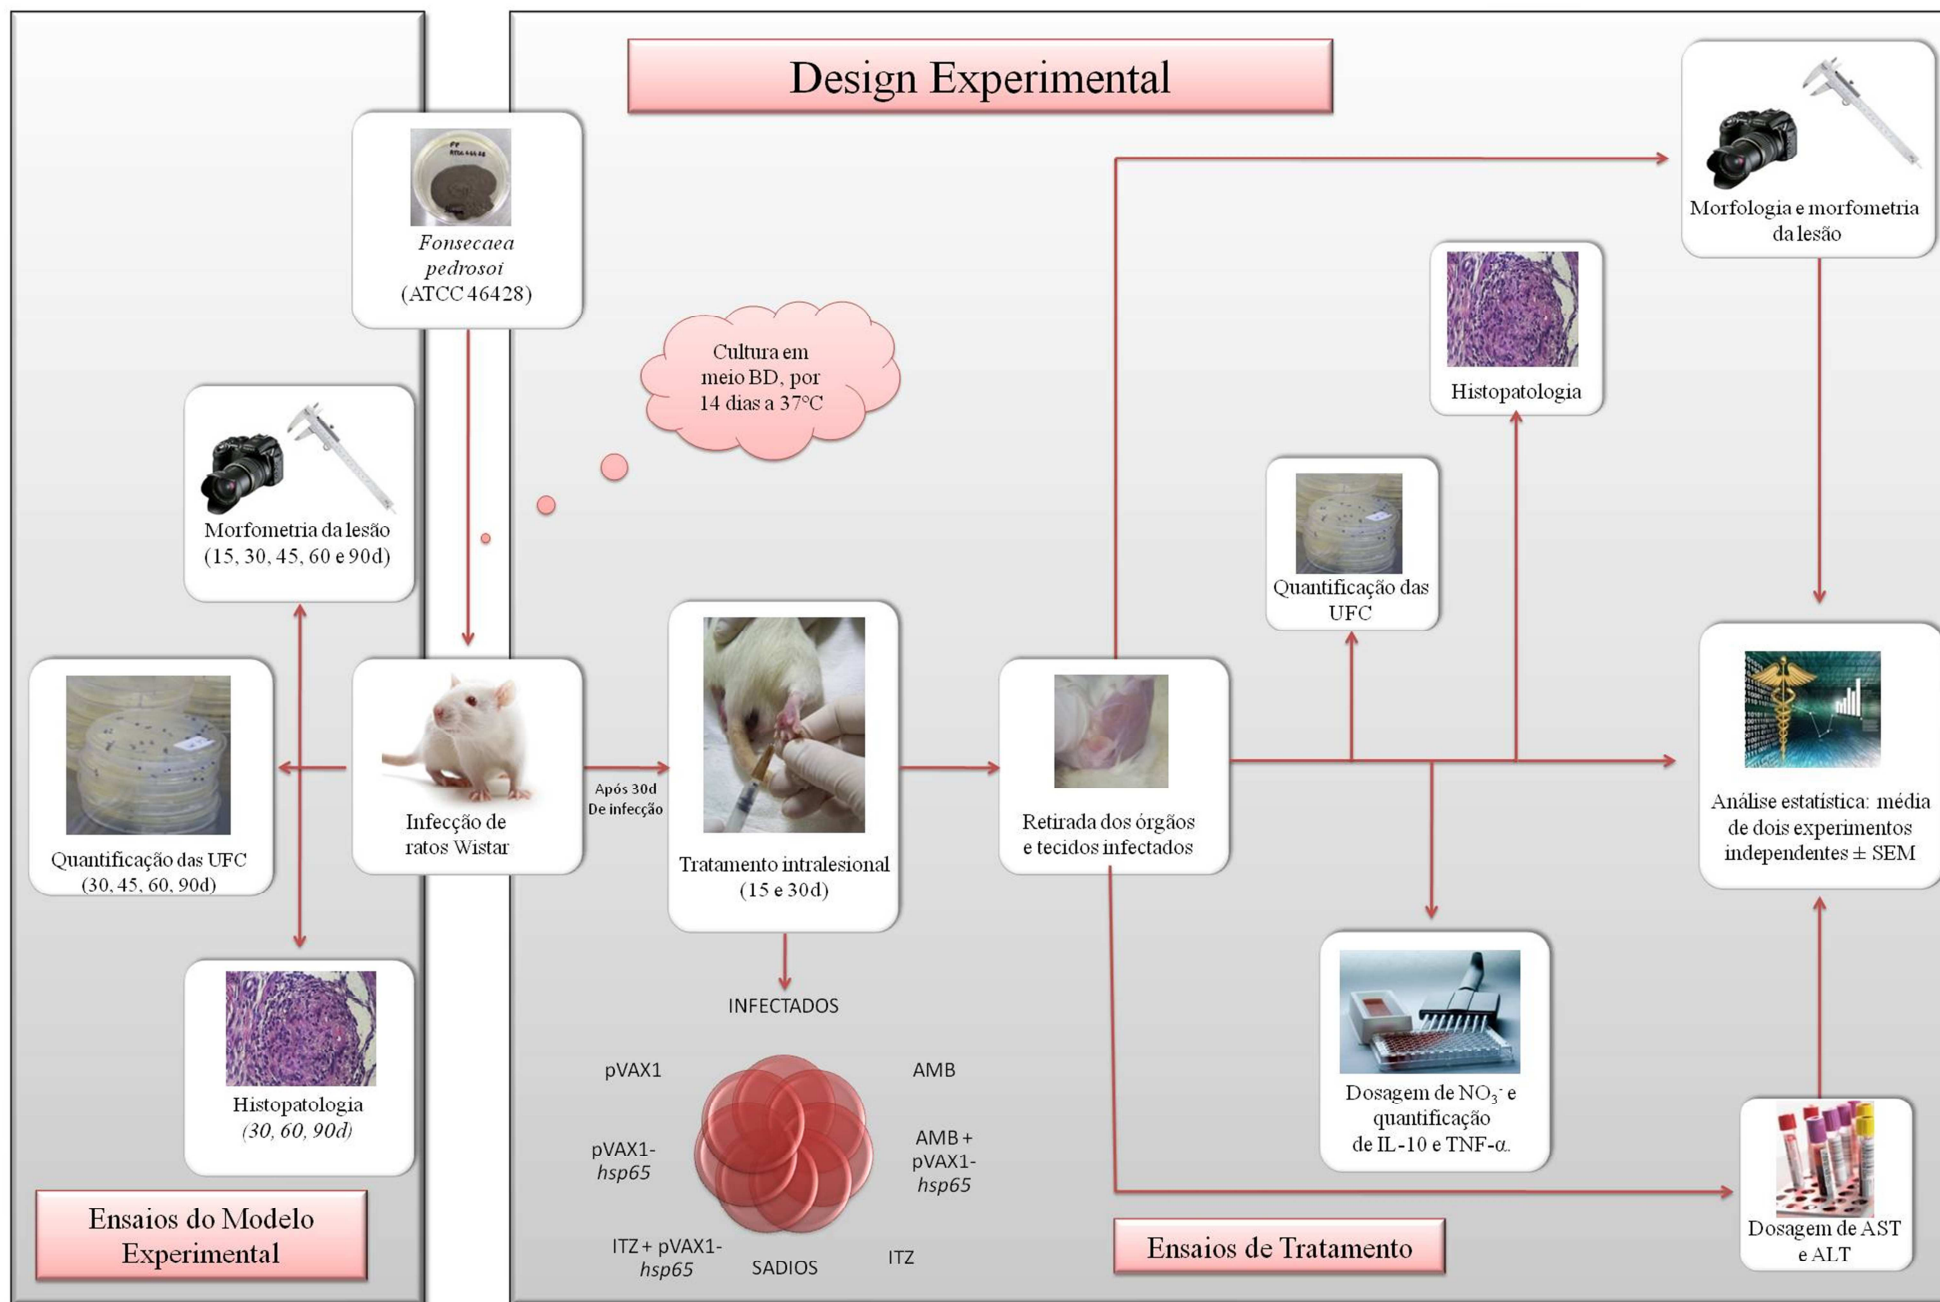 Design Experimental
FP
ATCC 46428
Fonsecaea
pedrosoi
(ATCC 46428)
Cultura em
meio BD, por
14 dias a 37°C
Morfometria da lesão
(15, 30, 45, 60 e 90d)
Quantificação das UFC
(30, 45, 60, 90d)
Histopatologia
(30, 60, 90d)
Ensaios do Modelo
Experimental
Infecção de
ratos Wistar
Após 30d
De infecção
Tratamento intralesional
(15 e 30d)
INFECTADOS
pVAX1
AMB
pVAX1-
hsp65
AMB +
pVAX1-
hsp65
ITZ + pVAX1-
hsp65
SADIOS
ITZ
Retirada dos órgãos
e tecidos infectados
Quantificação das
UFC
Histopatologia
Morfologia e morfometria
da lesão
Dosagem de NO₃⁻ e
quantificação
de IL-10 e TNF-α.
Análise estatística: média
de dois experimentos
independentes ± SEM
Dosagem de AST
e ALT
Ensaios de Tratamento